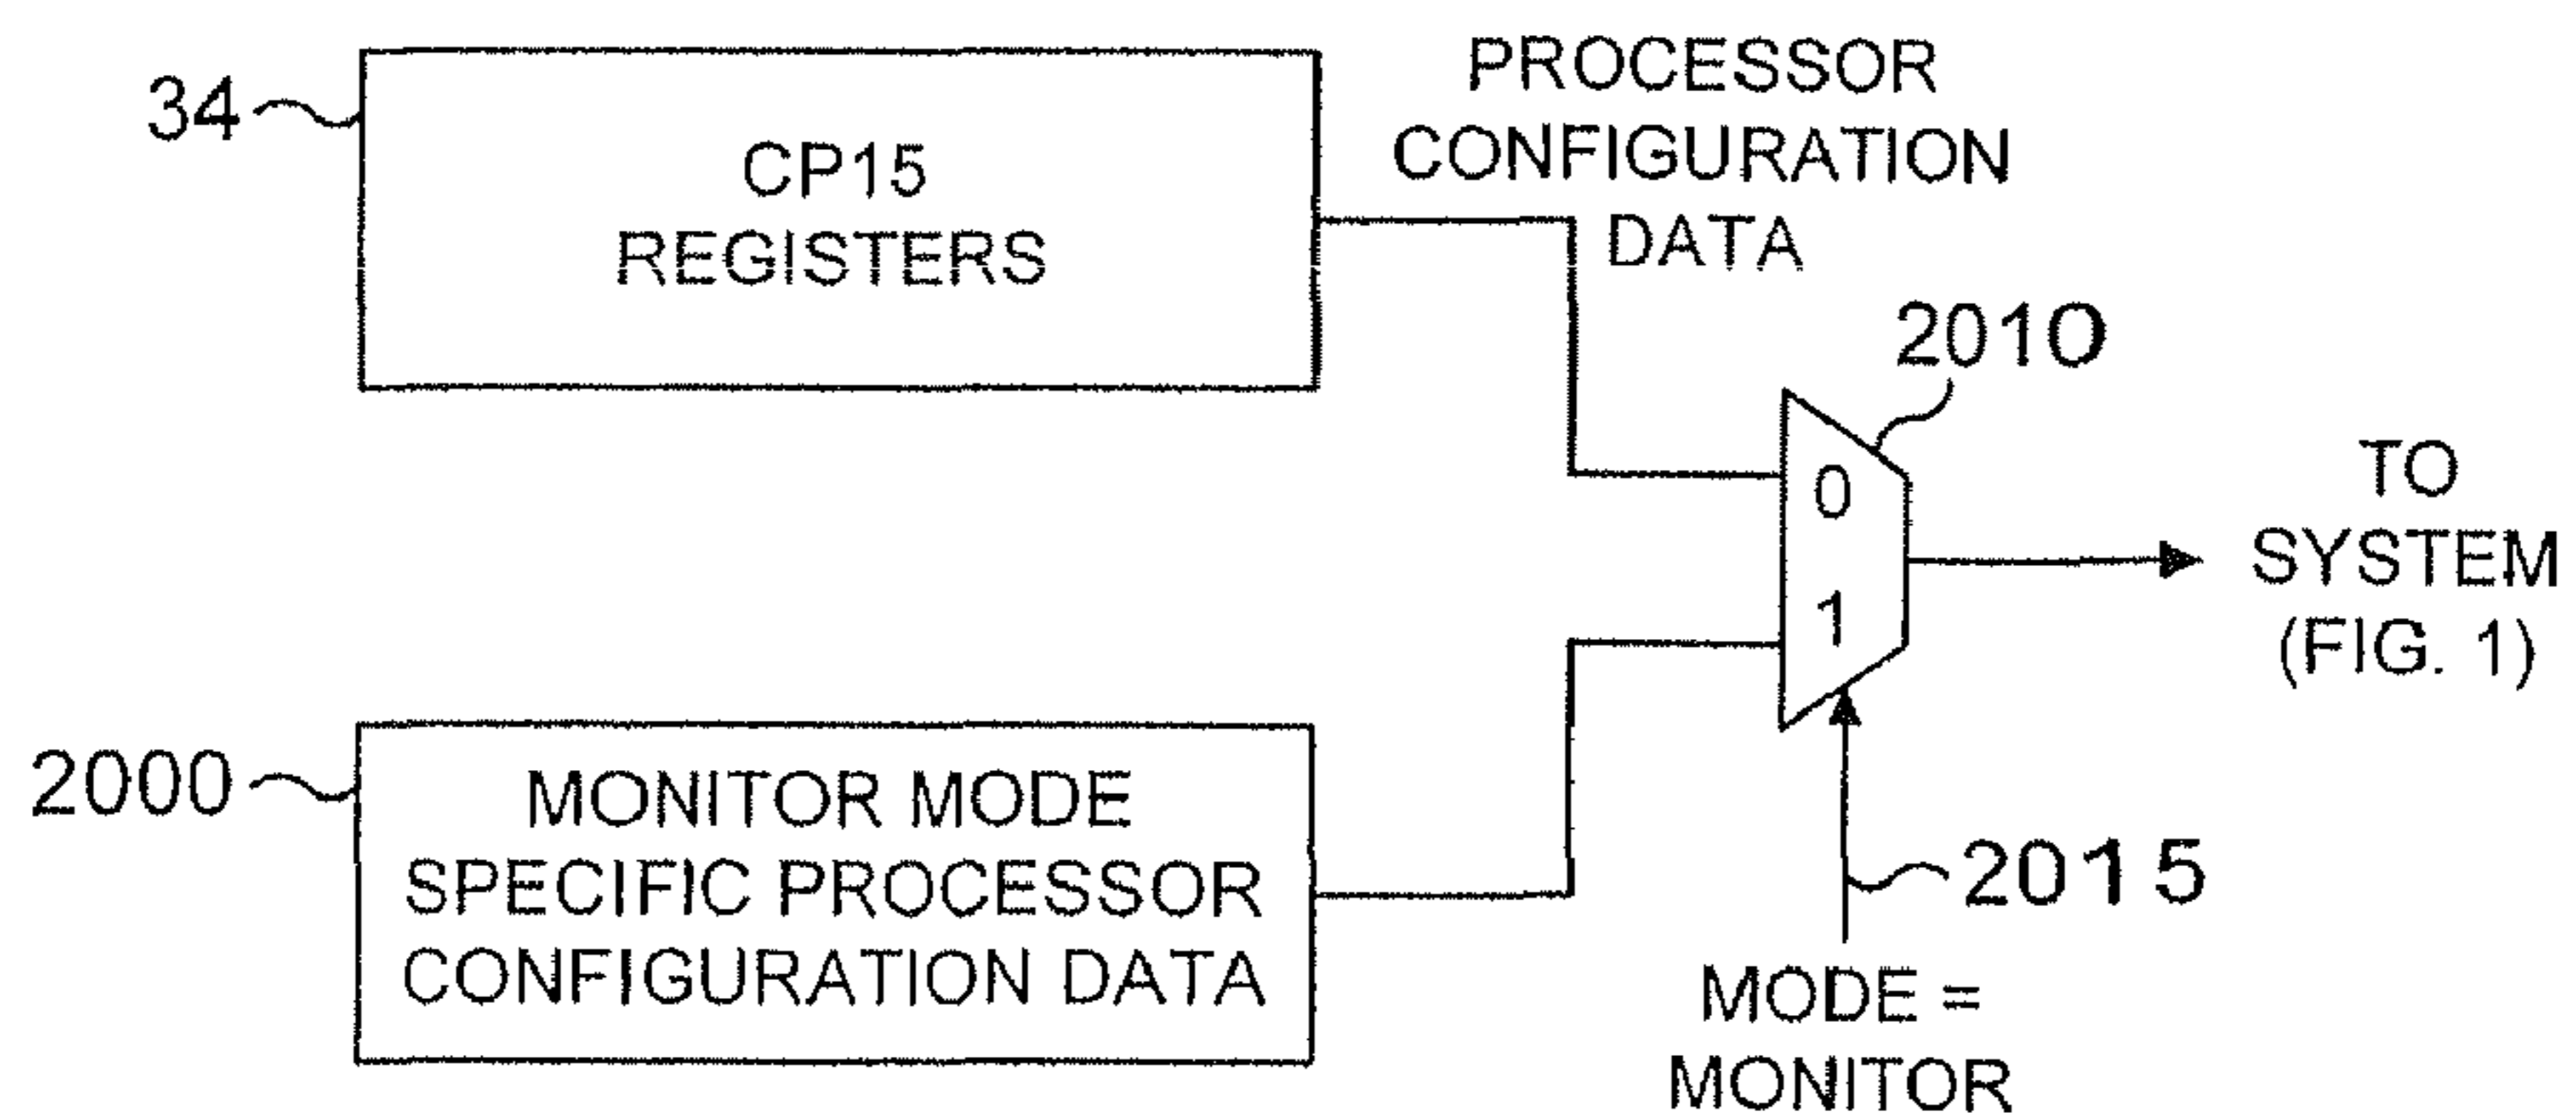 34
CP15
REGISTERS
PROCESSOR
CONFIGURATION
DATA
2010
0
1
TO
SYSTEM
(FIG. 1)
2000
MONITOR MODE
SPECIFIC PROCESSOR
CONFIGURATION DATA
2015
MODE =
MONITOR